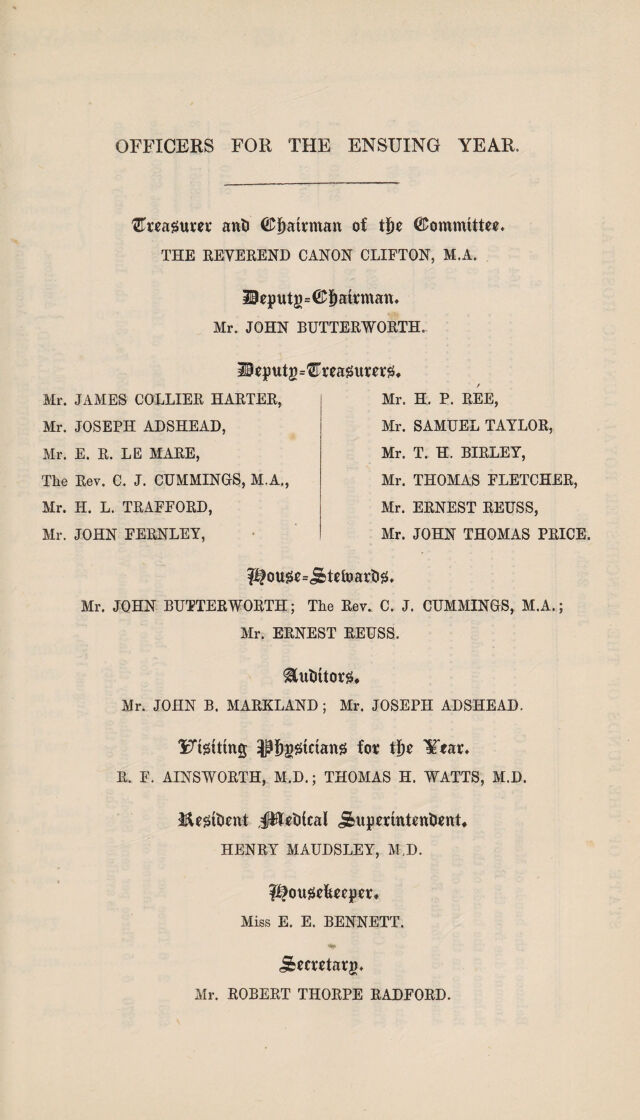 OFFICERS FOR THE ENSUING YEAR.
Treasurer and Chairman of the Committee.
THE REVEREND CANON CLIFTON, M.A.
Deputy-Chairman.
Mr. JOHN BUTTERWORTH.
Deputy-Treasurers.
Mr. JAMES COLLIER HARTER,
Mr. JOSEPH ADSHEAD,
Mr. E. R. LE MARE,
The Rev. C. J. CUMMINGS, M.A.,
Mr. H. L. TRAFFORD,
Mr. JOHN FERNLEY,
Mr. H. P. RÉE,
Mr. SAMUEL TAYLOR,
Mr. T. H. BIRLEY,
Mr. THOMAS FLETCHER,
Mr. ERNEST REUSS,
Mr. JOHN THOMAS PRICE.
House-Stewards.
Mr. JOHN BUTTERWORTH; The Rev. C. J. CUMMINGS, M.A.;
Mr. ERNEST REUSS.
Auditors.
Mr. JOHN B. MARKLAND; Mr. JOSEPH ADSHEAD.
Visiting Physicians for the Year.
R. F. AINSWORTH, M.D.; THOMAS H. WATTS, M.D.
Resident Medical Superintendent.
HENRY MAUDSLEY, M.D.
Housekeeper.
Miss E. E. BENNETT.
Secretary.
Mr. ROBERT THORPE RADFORD.